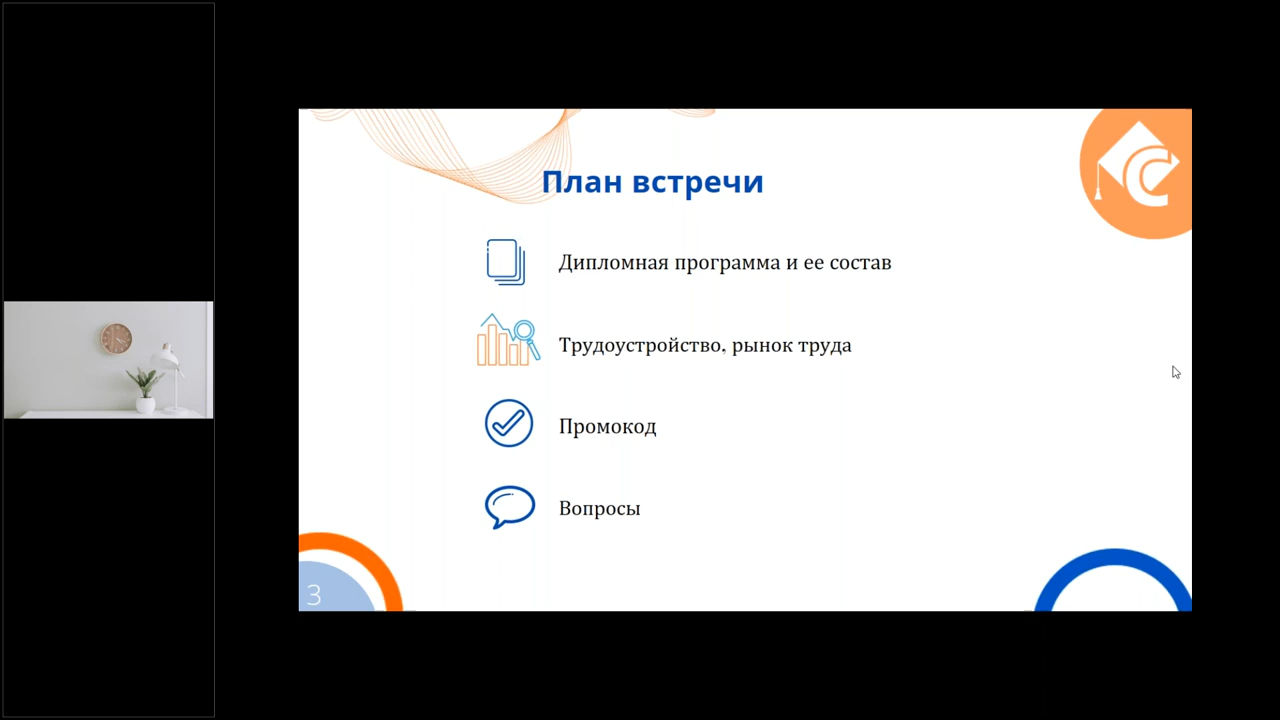 План встречи
Дипломная программа и ее состав
Трудоустройство, рынок труда
Промокод
Вопросы
3